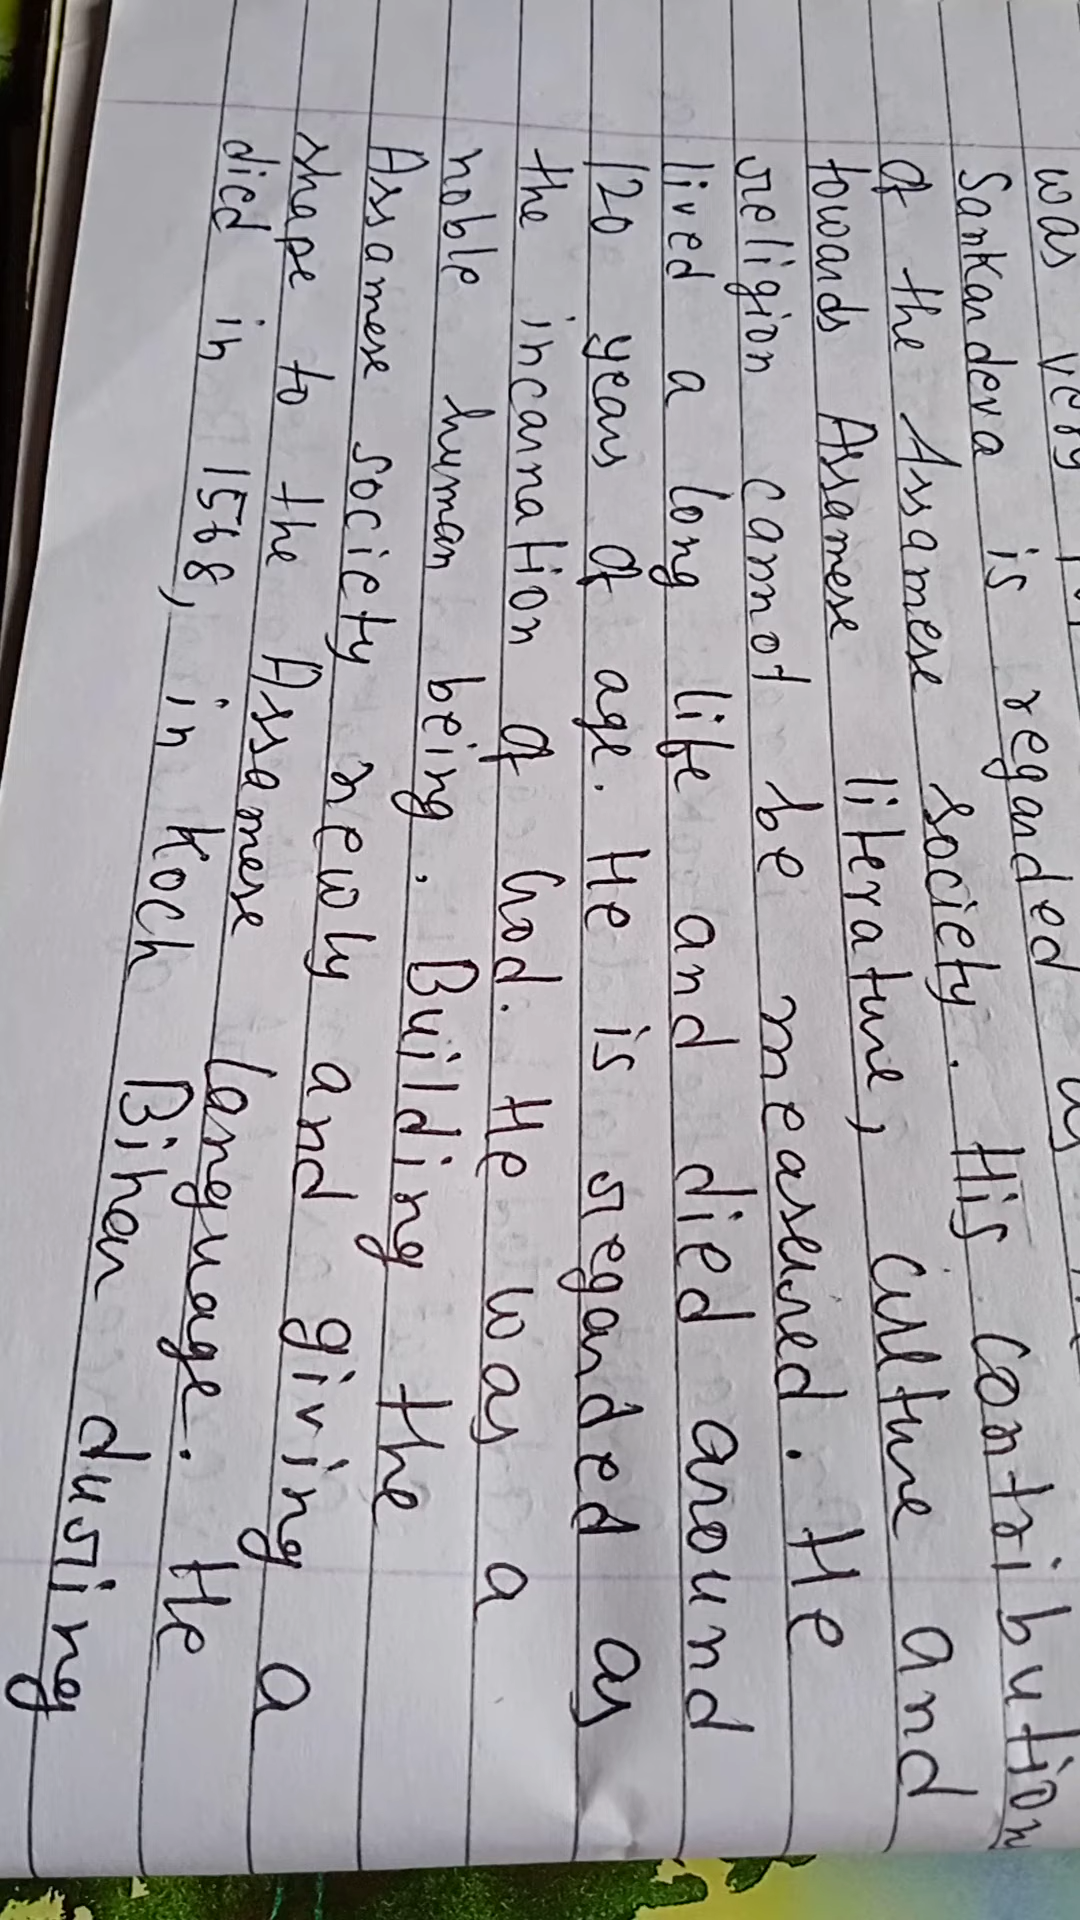 was very
Sankardeva is regarded as
of the Assamese society. His contribution
towards Assamese literature, culture and
religion cannot be measured. He
lived a long life and died around
120 years of age. He is regarded as
the incarnation of God. He was a
noble human being. Building the
Assamese society newly and giving a
shape to the Assamese language. He
died in 1568, in Koch Bihar during